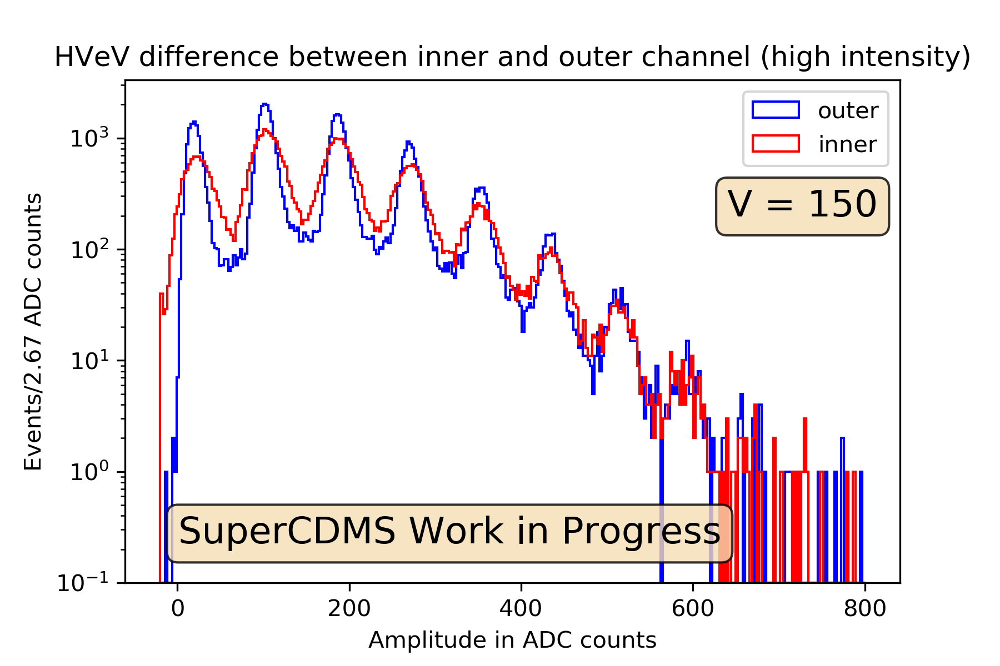 HVeV difference between inner and outer channel (high intensity)
outer
inner
V = 150
SuperCDMS Work in Progress
Events/2.67 ADC counts
10³
10²
10¹
10⁰
10⁻¹
0 200 400 600 800
Amplitude in ADC counts